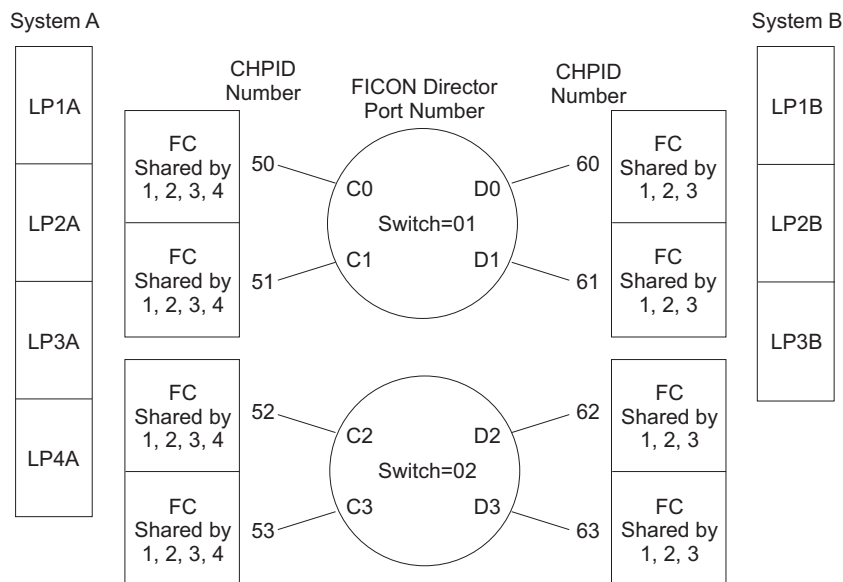 System A
System B
CHPID
Number
FICON Director
Port Number
CHPID
Number
LP1A
LP2A
LP3A
LP4A
FC
Shared by
1, 2, 3, 4
FC
Shared by
1, 2, 3, 4
FC
Shared by
1, 2, 3, 4
FC
Shared by
1, 2, 3, 4
50
51
52
53
C0
D0
Switch=01
C1
D1
C2
D2
Switch=02
C3
D3
60
61
62
63
FC
Shared by
1, 2, 3
FC
Shared by
1, 2, 3
FC
Shared by
1, 2, 3
FC
Shared by
1, 2, 3
LP1B
LP2B
LP3B